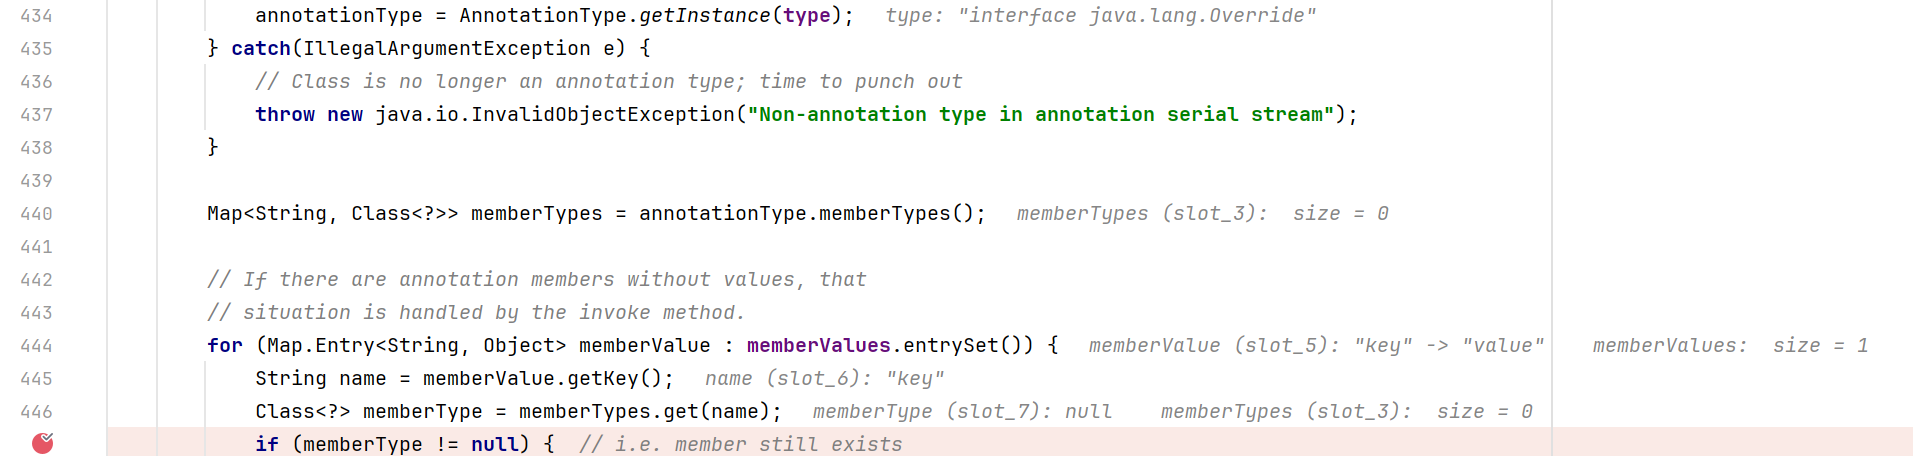 434 annotationType = AnnotationType.getInstance(type); type: "interface java.lang.Override"
435 } catch(IllegalArgumentException e) {
436 // Class is no longer an annotation type; time to punch out
437 throw new java.io.InvalidObjectException("Non-annotation type in annotation serial stream");
438 }
439
440 Map<String, Class<?>> memberTypes = annotationType.memberTypes(); memberTypes (slot_3): size = 0
441
442 // If there are annotation members without values, that
443 // situation is handled by the invoke method.
444 for (Map.Entry<String, Object> memberValue : memberValues.entrySet()) { memberValue (slot_5): "key" -> "value" memberValues: size = 1
445 String name = memberValue.getKey(); name (slot_6): "key"
446 Class<?> memberType = memberTypes.get(name); memberType (slot_7): null memberTypes (slot_3): size = 0
if (memberType != null) { // i.e. member still exists